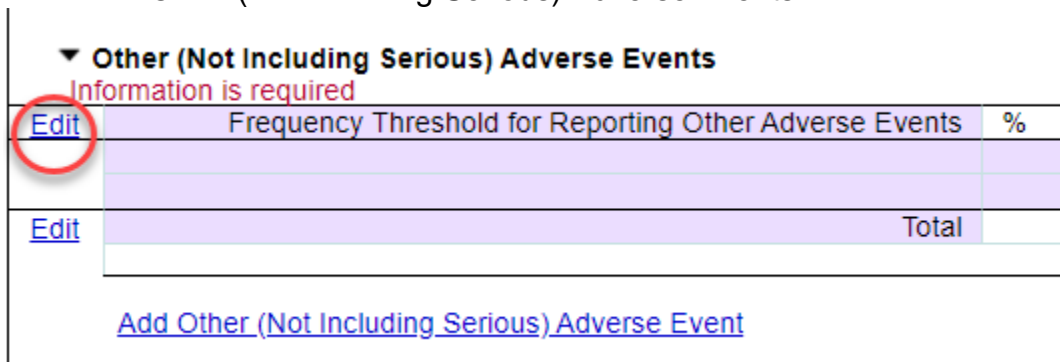 ▼ Other (Not Including Serious) Adverse Events
Information is required
Edit Frequency Threshold for Reporting Other Adverse Events %
Edit Total
Add Other (Not Including Serious) Adverse Event